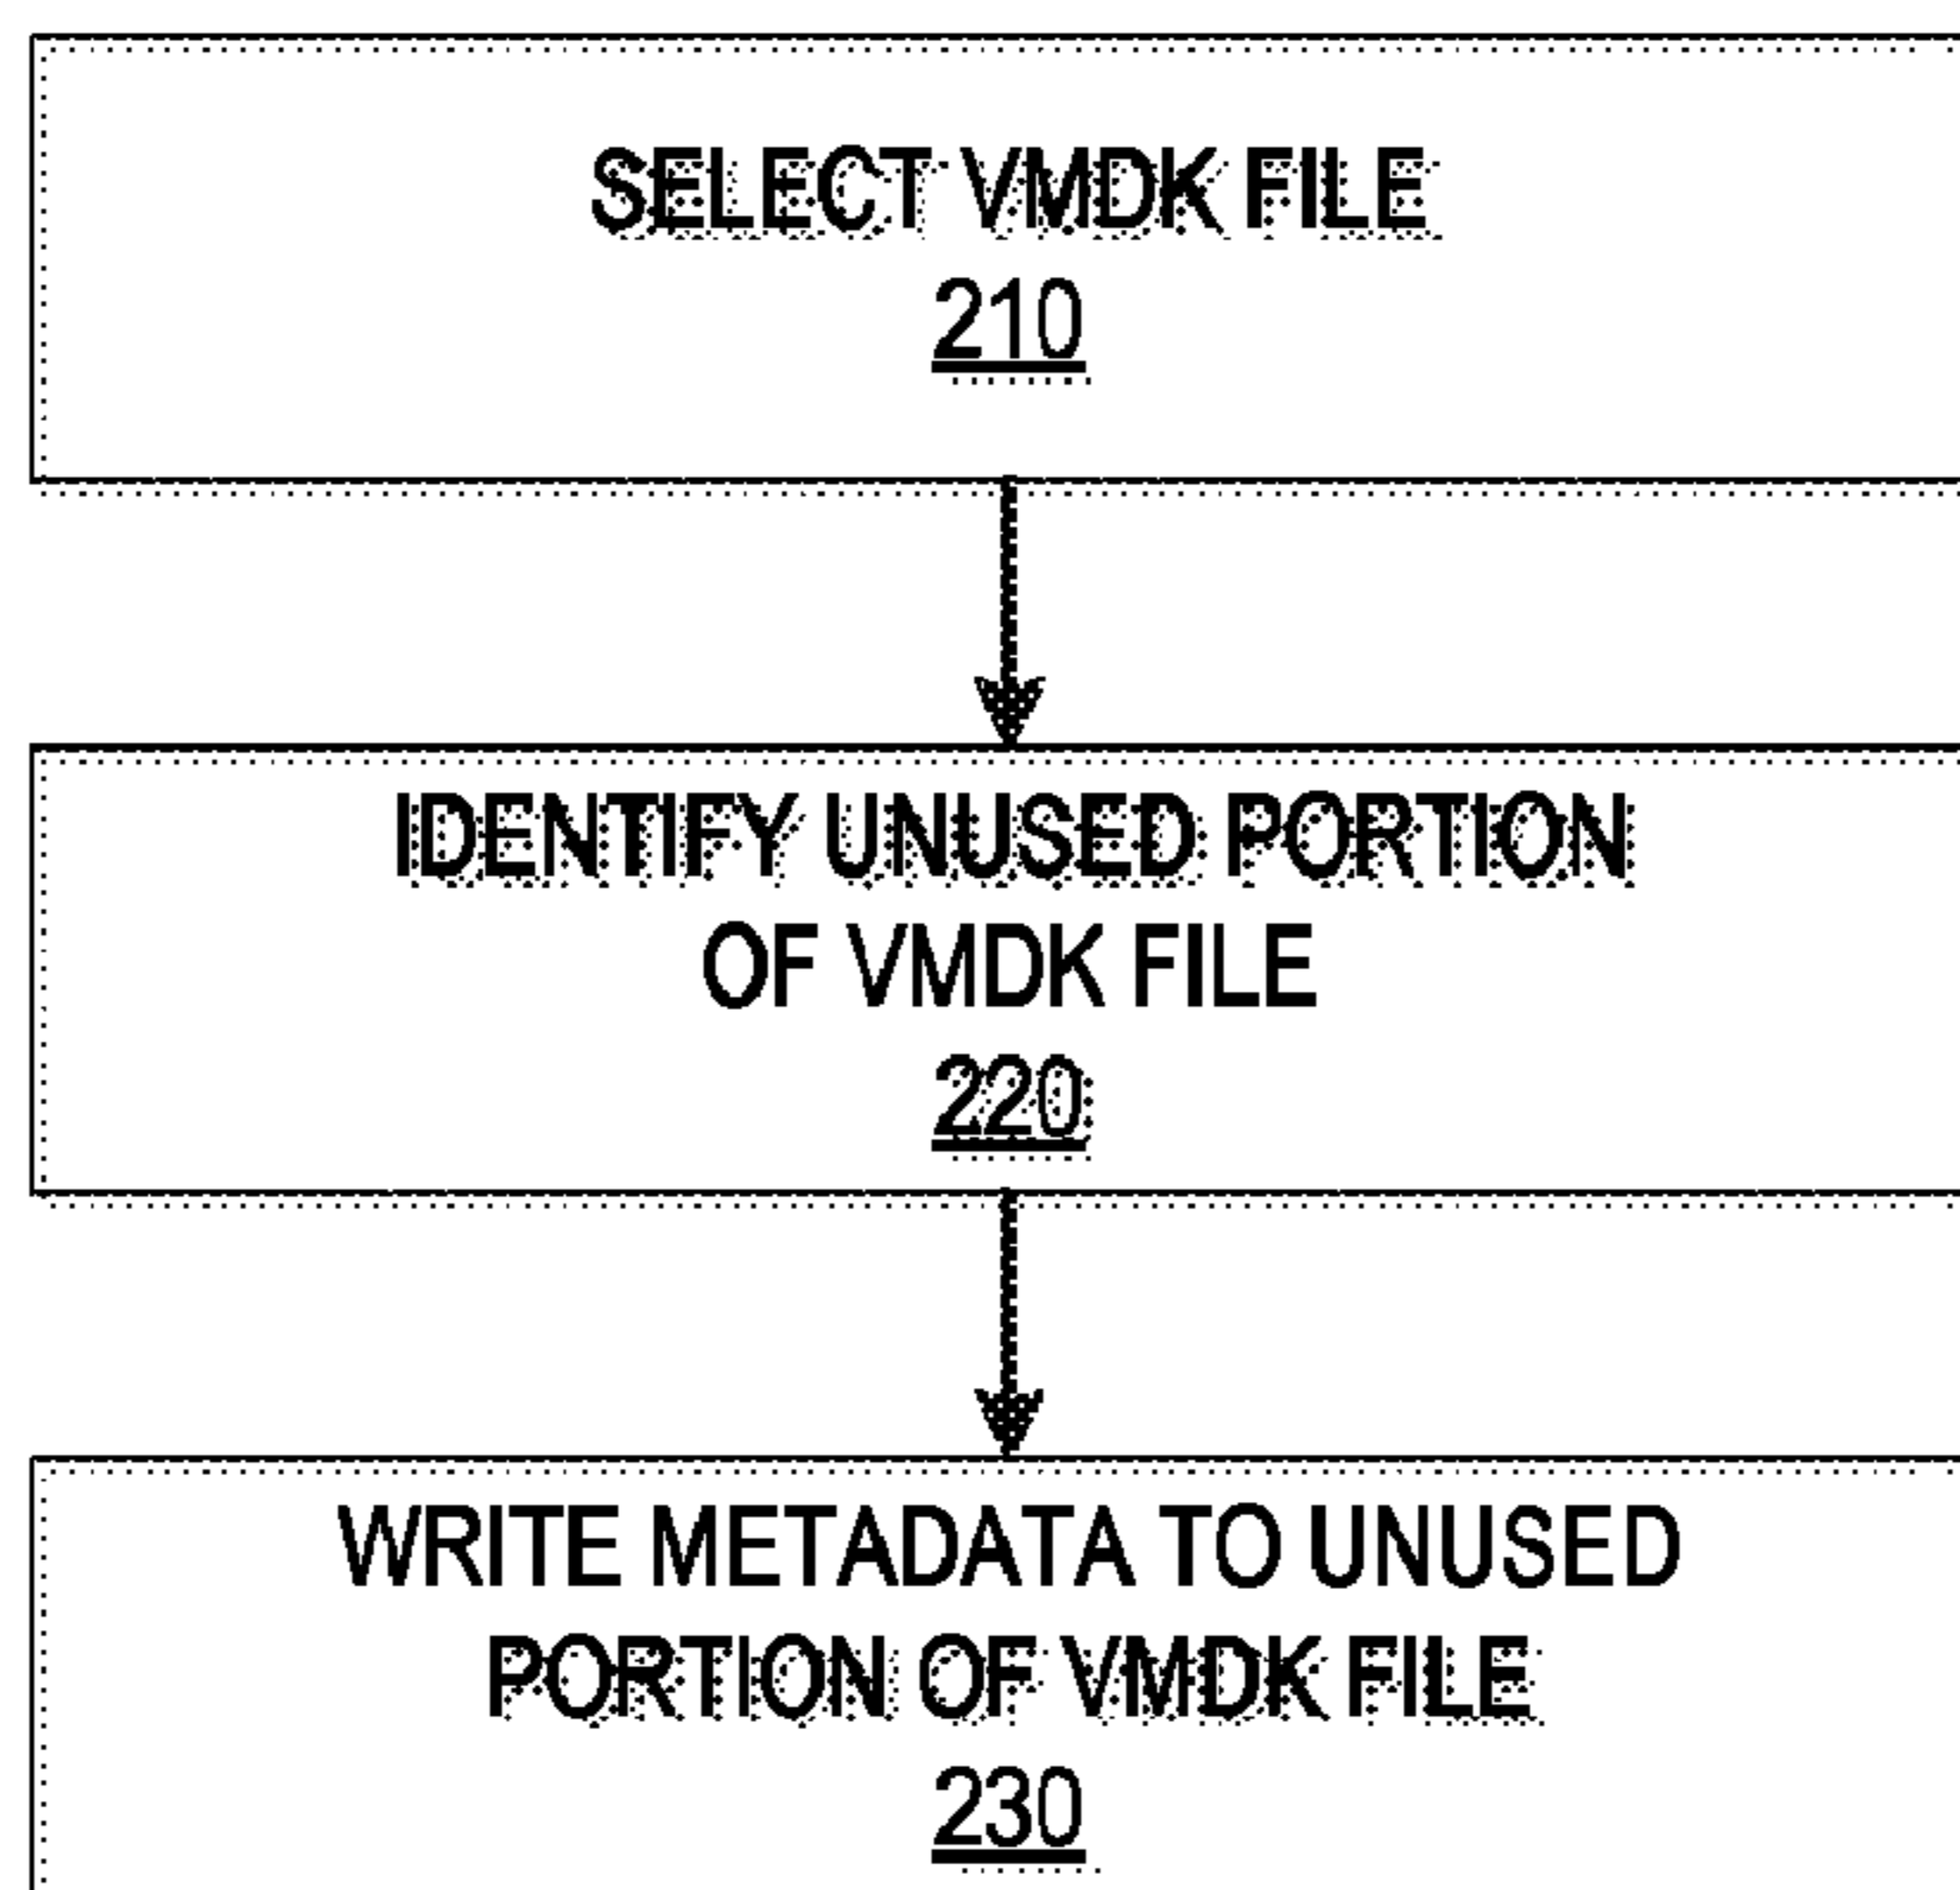 SELECT VMDK FILE
210
IDENTIFY UNUSED PORTION
OF VMDK FILE
220
WRITE METADATA TO UNUSED
PORTION OF VMDK FILE
230